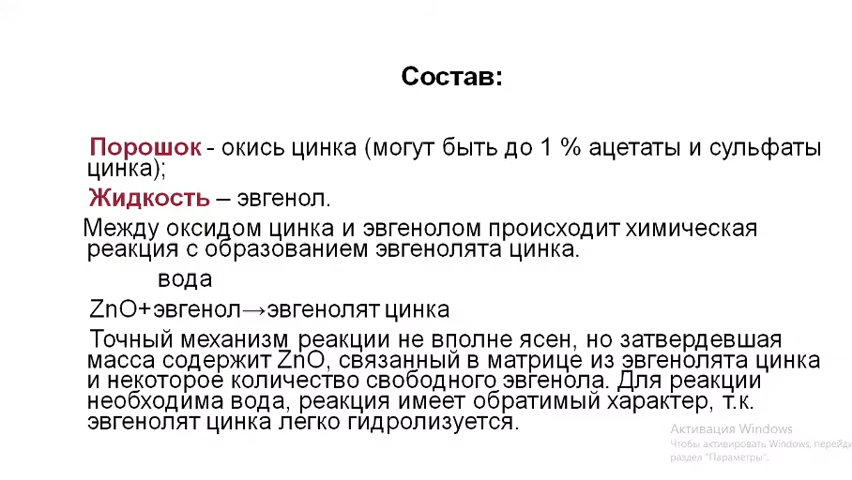 Состав:
Порошок - окись цинка (могут быть до 1 % ацетаты и сульфаты
цинка);
Жидкость – эвгенол.
Между оксидом цинка и эвгенолом происходит химическая
реакция с образованием эвгенолята цинка.
вода
ZnO+эвгенол→эвгенолят цинка
Точный механизм реакции не вполне ясен, но затвердевшая
масса содержит ZnO, связанный в матрице из эвгенолята цинка
и некоторое количество свободного эвгенола. Для реакции
необходима вода, реакция имеет обратимый характер, т.к.
эвгенолят цинка легко гидролизуется.
Активация Windows
Чтобы активировать Windows, перейди
раздел "Параметры".